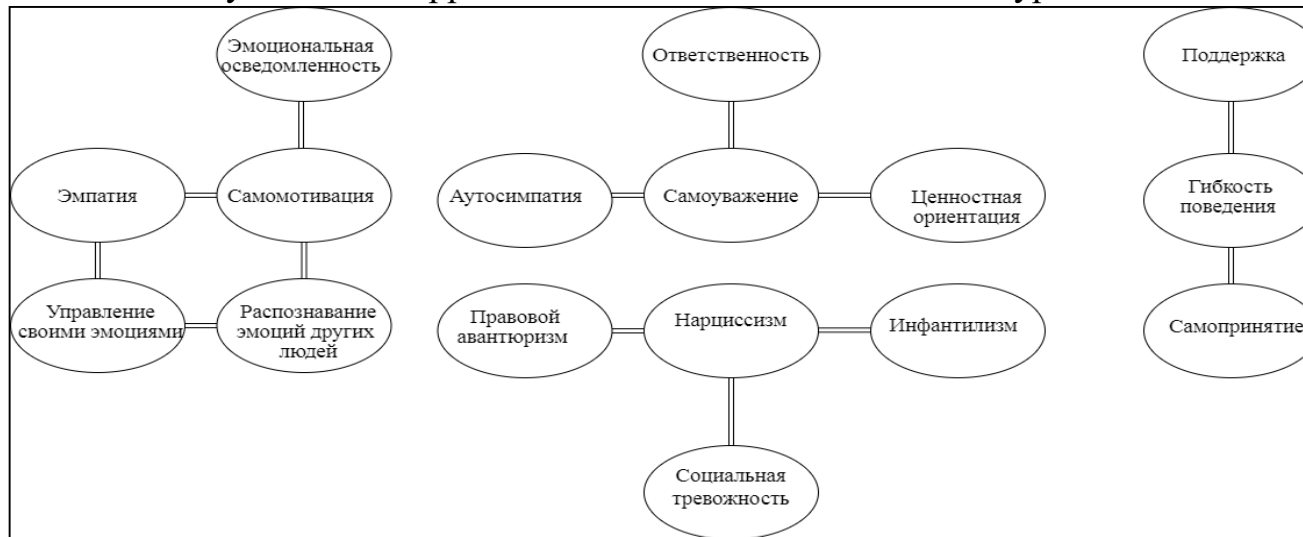 Эмоциональная
осведомленность
Ответственность
Поддержка
Эмпатия
Самомотивация
Аутосимпатия
Самоуважение
Ценностная
ориентация
Гибкость
поведения
Управление
своими эмоциями
Распознавание
эмоций других
людей
Правовой
авантюризм
Нарциссизм
Инфантилизм
Самопринятие
Социальная
тревожность